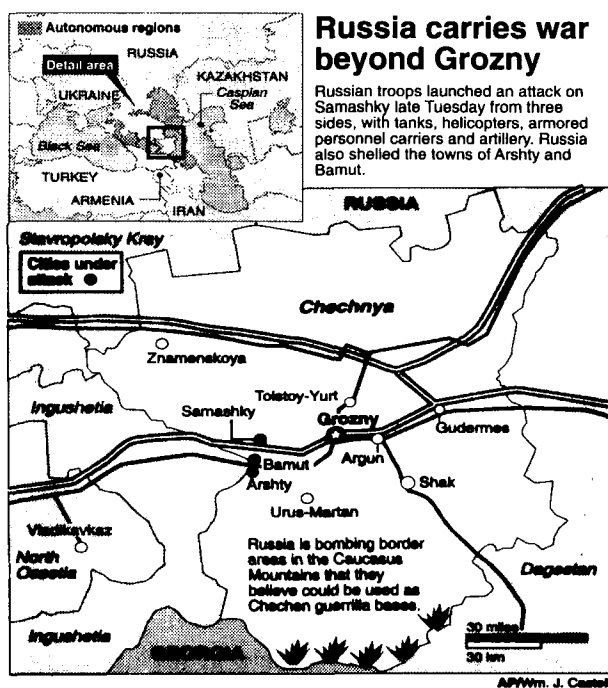 Russia carries war
beyond Grozny
Russian troops launched an attack on
Samashky late Tuesday from three
sides, with tanks, helicopters, armored
personnel carriers and artillery. Russia
also shelled the towns of Arshty and
Bamut.
Autonomous regions
RUSSIA
Detail area
KAZAKHSTAN
UKRAINE
Caspian
Sea
Black Sea
TURKEY
ARMENIA
IRAN
RUSSIA
Stavropolsky Kray
Cities under
attack
Chechnya
Znamenskoya
Tolstoy-Yurt
Ingushetia
Samashky
Grozny
Gudermes
Bamut
Argun
Arshty
Shak
Urus-Martan
Vladikavkaz
North
Ossetia
Russia is bombing border
areas in the Caucasus
Mountains that they
believe could be used as
Chechen guerrilla bases.
Dagestan
Ingushetia
GEORGIA
30 miles
30 km
AP/Wm. J. Castel